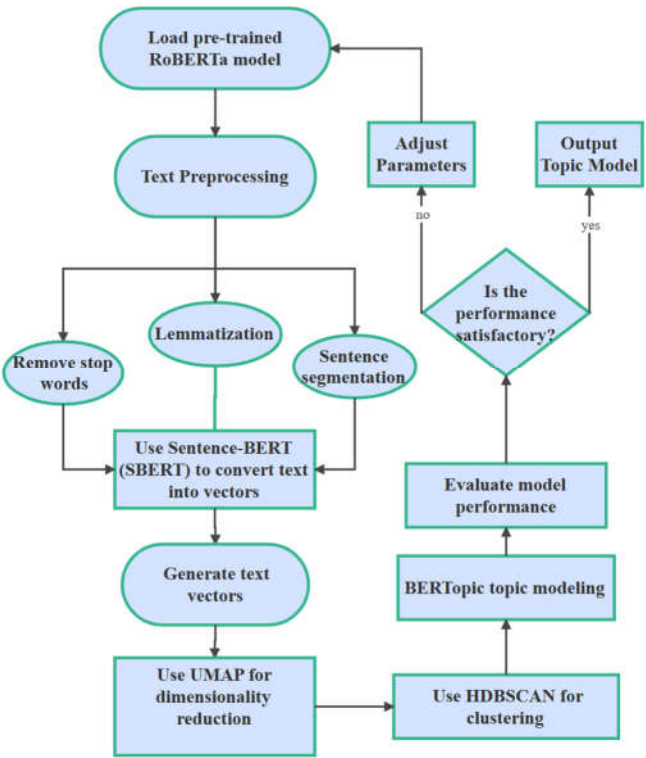 Load pre-trained
RoBERTa model
Text Preprocessing
Remove stop
words
Lemmatization
Sentence
segmentation
Use Sentence-BERT
(SBERT) to convert text
into vectors
Generate text
vectors
Use UMAP for
dimensionality
reduction
Use HDBSCAN for
clustering
BERTopic topic modeling
Evaluate model
performance
Is the
performance
satisfactory?
no
yes
Adjust
Parameters
Output
Topic Model